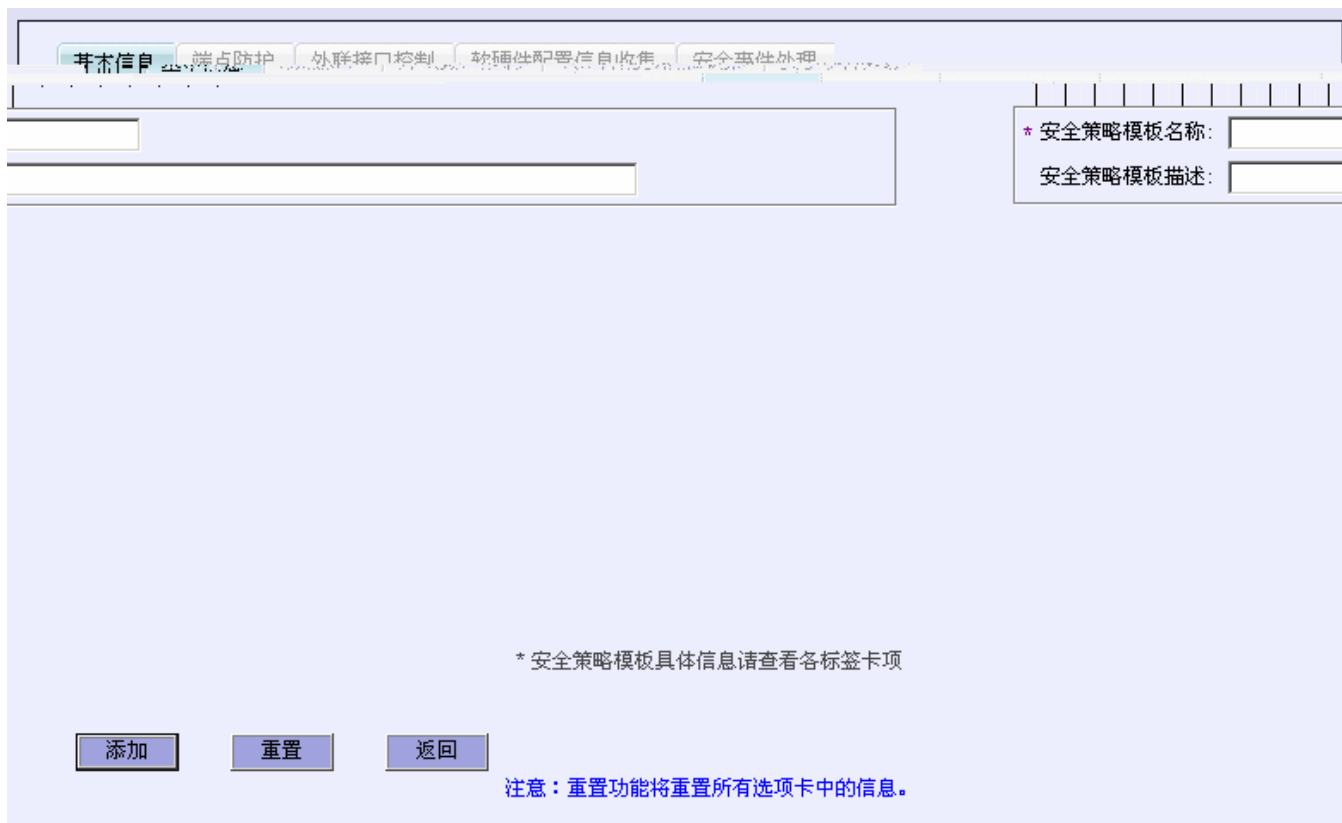 基本信息 端点防护 外联接口控制 软硬件配置信息收集 安全事件处理
* 安全策略模板名称:
安全策略模板描述:
* 安全策略模板具体信息请查看各标签卡项
添加 重置 返回
注意：重置功能将重置所有选项卡中的信息。